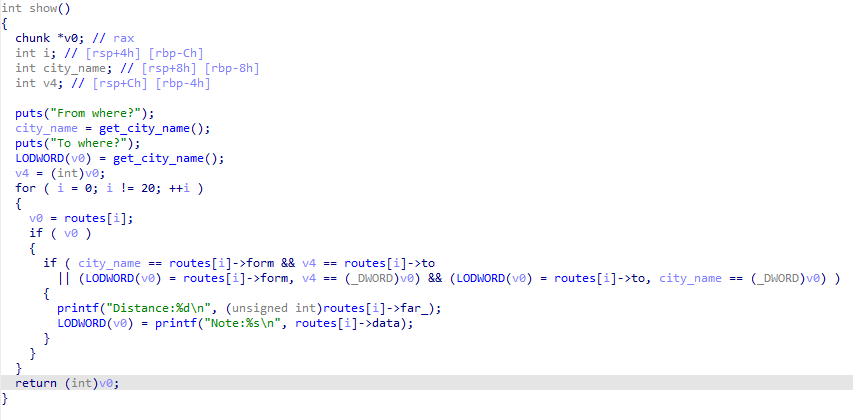 int show()
{
  chunk *v0; // rax
  int i; // [rsp+4h] [rbp-Ch]
  int city_name; // [rsp+8h] [rbp-8h]
  int v4; // [rsp+Ch] [rbp-4h]

  puts("From where?");
  city_name = get_city_name();
  puts("To where?");
  LODWORD(v0) = get_city_name();
  v4 = (int)v0;
  for ( i = 0; i != 20; ++i )
  {
    v0 = routes[i];
    if ( v0 )
    {
      if ( city_name == routes[i]->form && v4 == routes[i]->to
        || (LODWORD(v0) = routes[i]->form, v4 == (_DWORD)v0) && (LODWORD(v0) = routes[i]->to, city_name == (_DWORD)v0) )
      {
        printf("Distance:%d\n", (unsigned int)routes[i]->far_);
        LODWORD(v0) = printf("Note:%s\n", routes[i]->data);
      }
    }
  }
  return (int)v0;
}